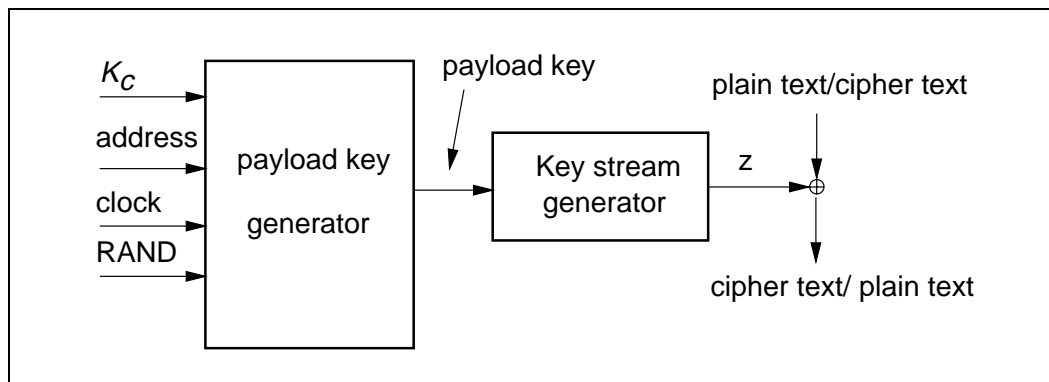 K_C
address
clock
RAND
payload key
generator
payload key
Key stream
generator
z
plain text/cipher text
cipher text/ plain text